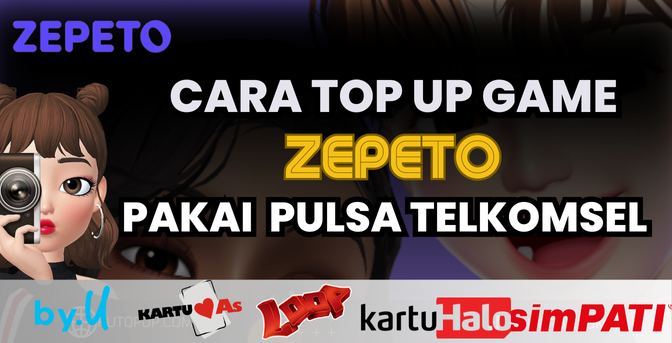 ZEPETO
CARA TOP UP GAME
ZEPETO
PAKAI PULSA TELKOMSEL
by.U KARTU As LOOP kartuHalo simPATI